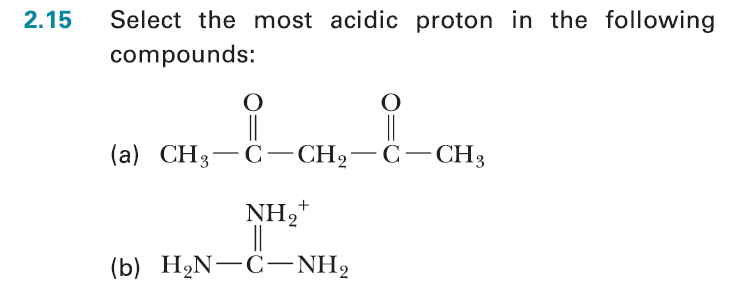 2.15 Select the most acidic proton in the following
compounds:
O O
(a) CH₃—C—CH₂—C—CH₃
NH₂⁺
(b) H₂N—C—NH₂